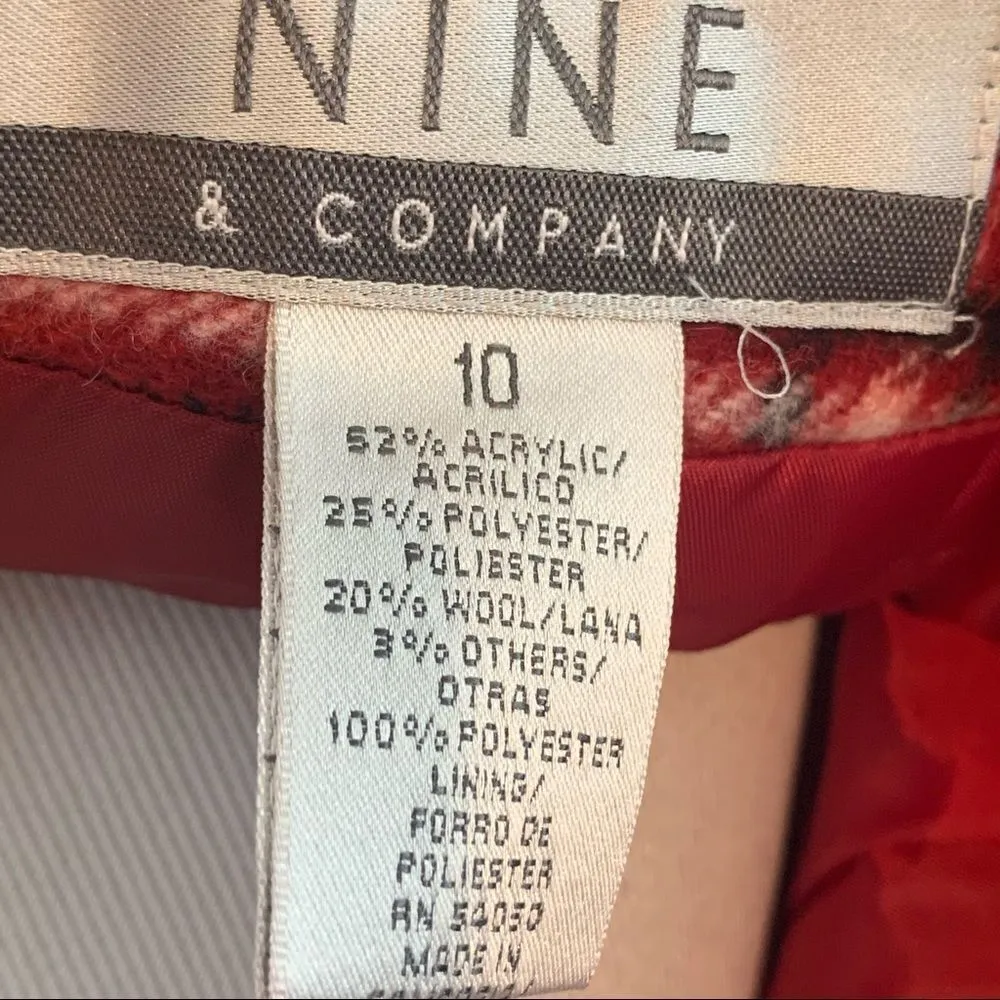 NINE
& COMPANY
10
52% ACRYLIC/
ACRILICO
25% POLYESTER/
POLIESTER
20% WOOL/LANA
3% OTHERS/
OTRAS
100% POLYESTER
LINING/
FORRO DE
POLIESTER
RN 54050
MADE IN